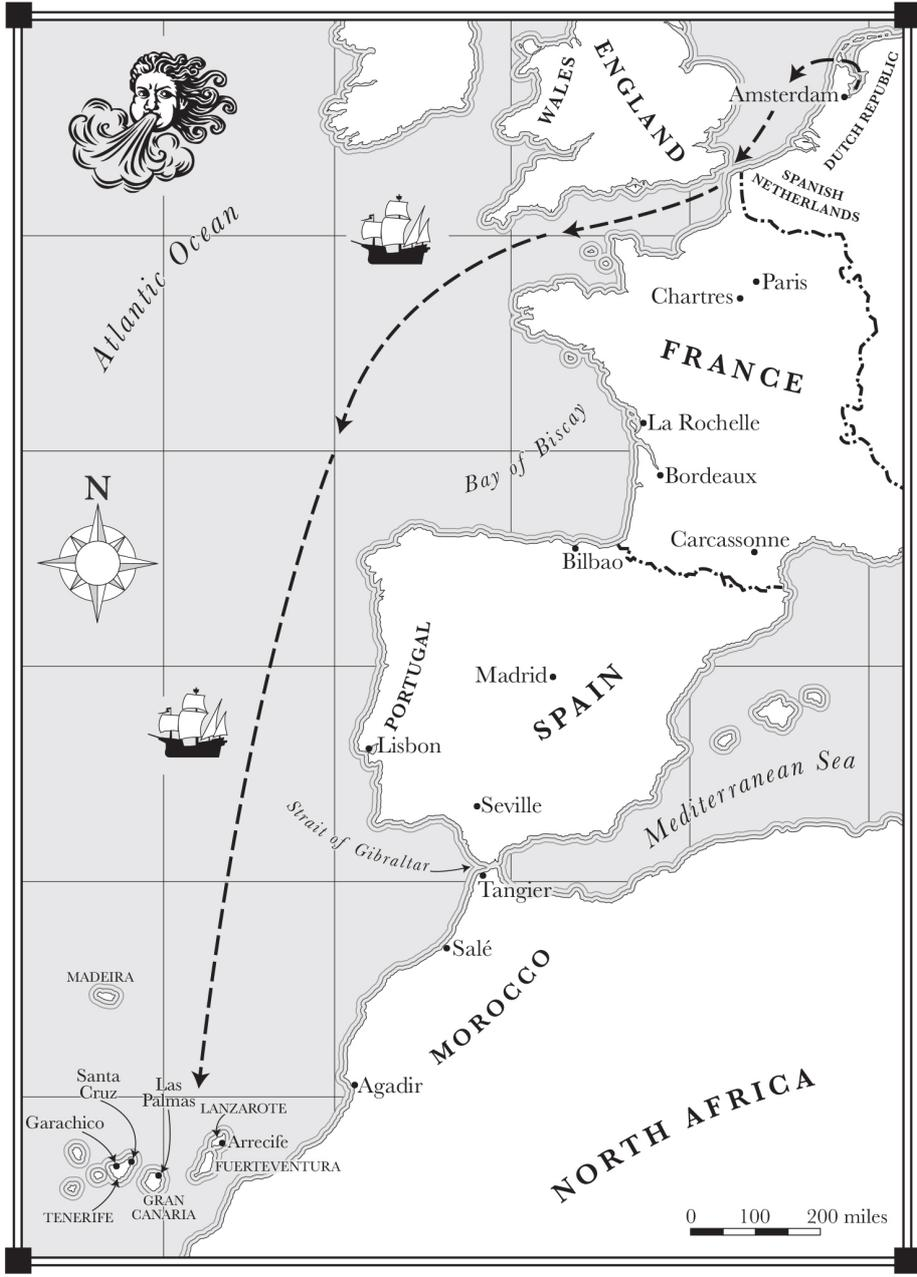 WALES
ENGLAND
Amsterdam
DUTCH REPUBLIC
SPANISH
NETHERLANDS
Atlantic Ocean
Paris
Chartres
FRANCE
La Rochelle
Bay of Biscay
Bordeaux
N
Carcassonne
Bilbao
PORTUGAL
Madrid
SPAIN
Lisbon
Mediterranean Sea
Seville
Strait of Gibraltar
Tangier
Salé
MOROCCO
MADEIRA
Agadir
Santa
Cruz
Las
Palmas
LANZAROTE
Garachico
Arrecife
FUERTEVENTURA
TENERIFE
GRAN
CANARIA
NORTH AFRICA
0 100 200 miles